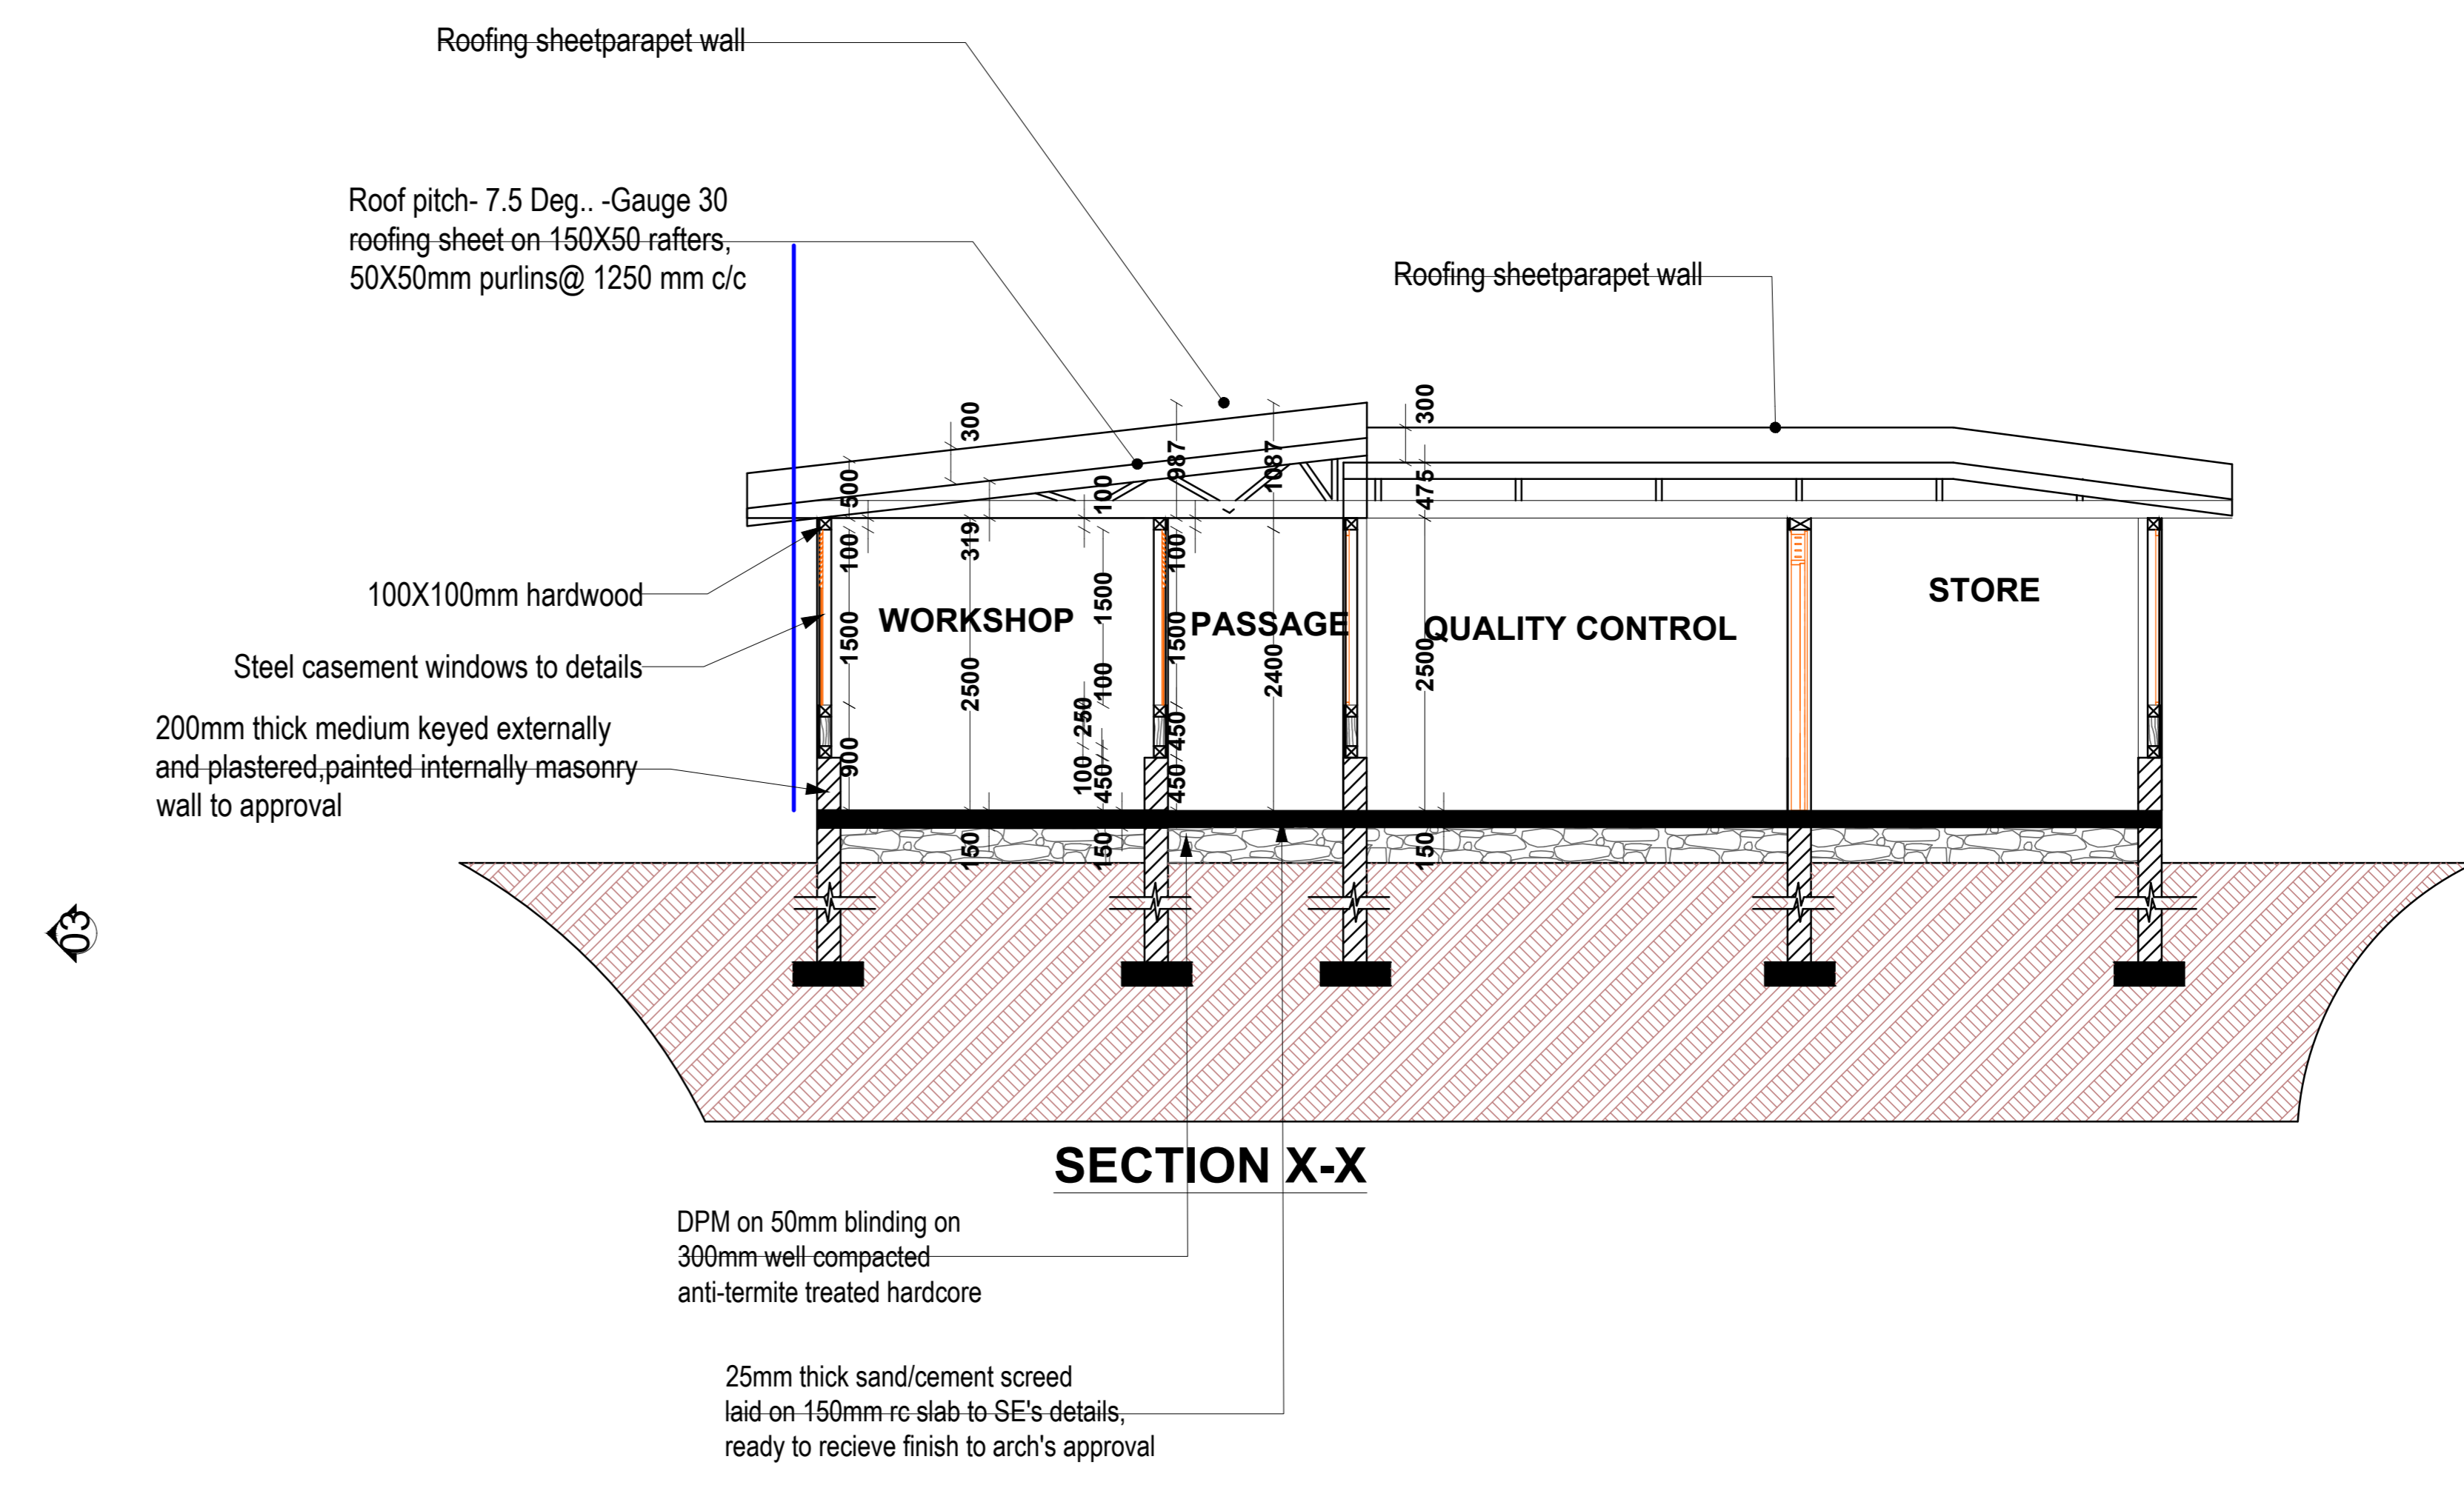 Roofing sheetparapet wall
Roof pitch- 7.5 Deg.. -Gauge 30
roofing sheet on 150X50 rafters,
50X50mm purlins@ 1250 mm c/c
Roofing sheetparapet wall
300
300
500
987
1087
475
100
100
319
100
100X100mm hardwood
1500
1500
1500
WORKSHOP
PASSAGE
QUALITY CONTROL
STORE
Steel casement windows to details
2500
100
2400
2500
200mm thick medium keyed externally
and plastered,painted internally masonry
wall to approval
250
450
900
100
450
450
150
150
150
03
SECTION X-X
DPM on 50mm blinding on
300mm well compacted
anti-termite treated hardcore
25mm thick sand/cement screed
laid on 150mm rc slab to SE's details,
ready to recieve finish to arch's approval